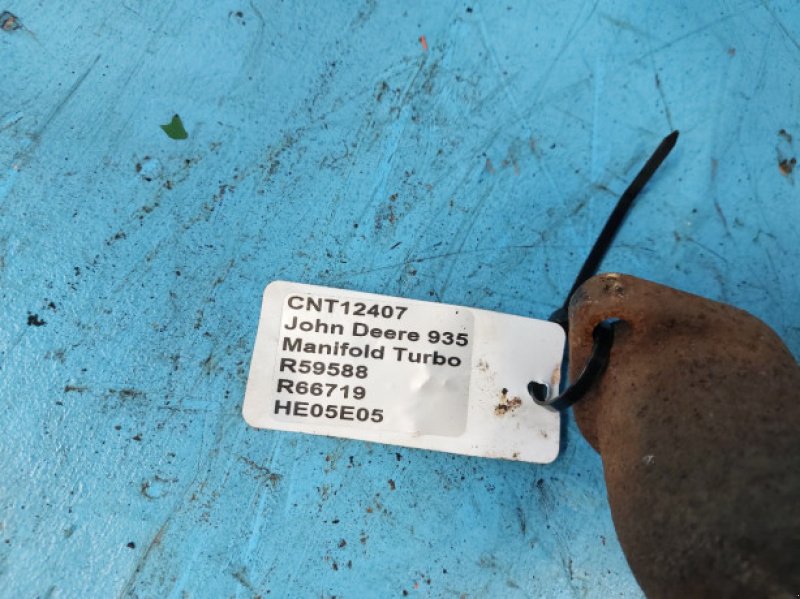 CNT12407
John Deere 935
Manifold Turbo
R59588
R66719
HE05E05